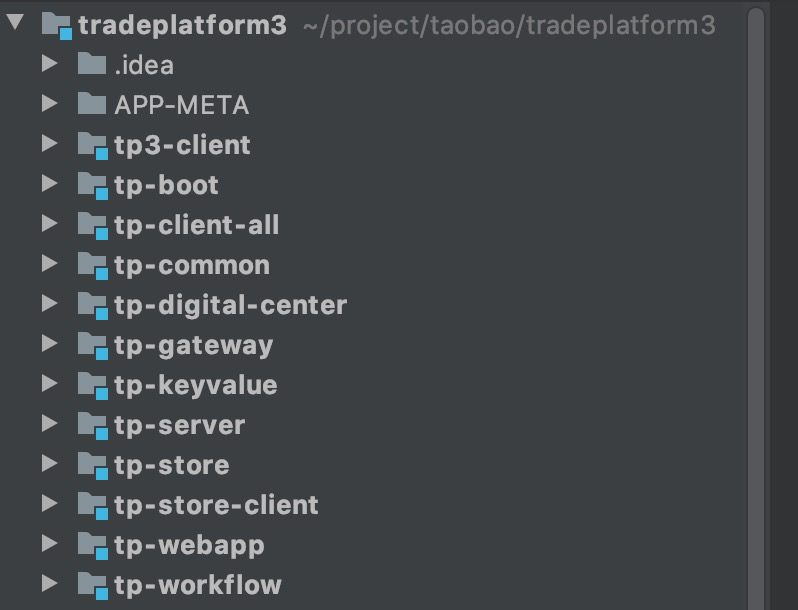 tradeplatform3 ~/project/taobao/tradeplatform3
.idea
APP-META
tp3-client
tp-boot
tp-client-all
tp-common
tp-digital-center
tp-gateway
tp-keyvalue
tp-server
tp-store
tp-store-client
tp-webapp
tp-workflow